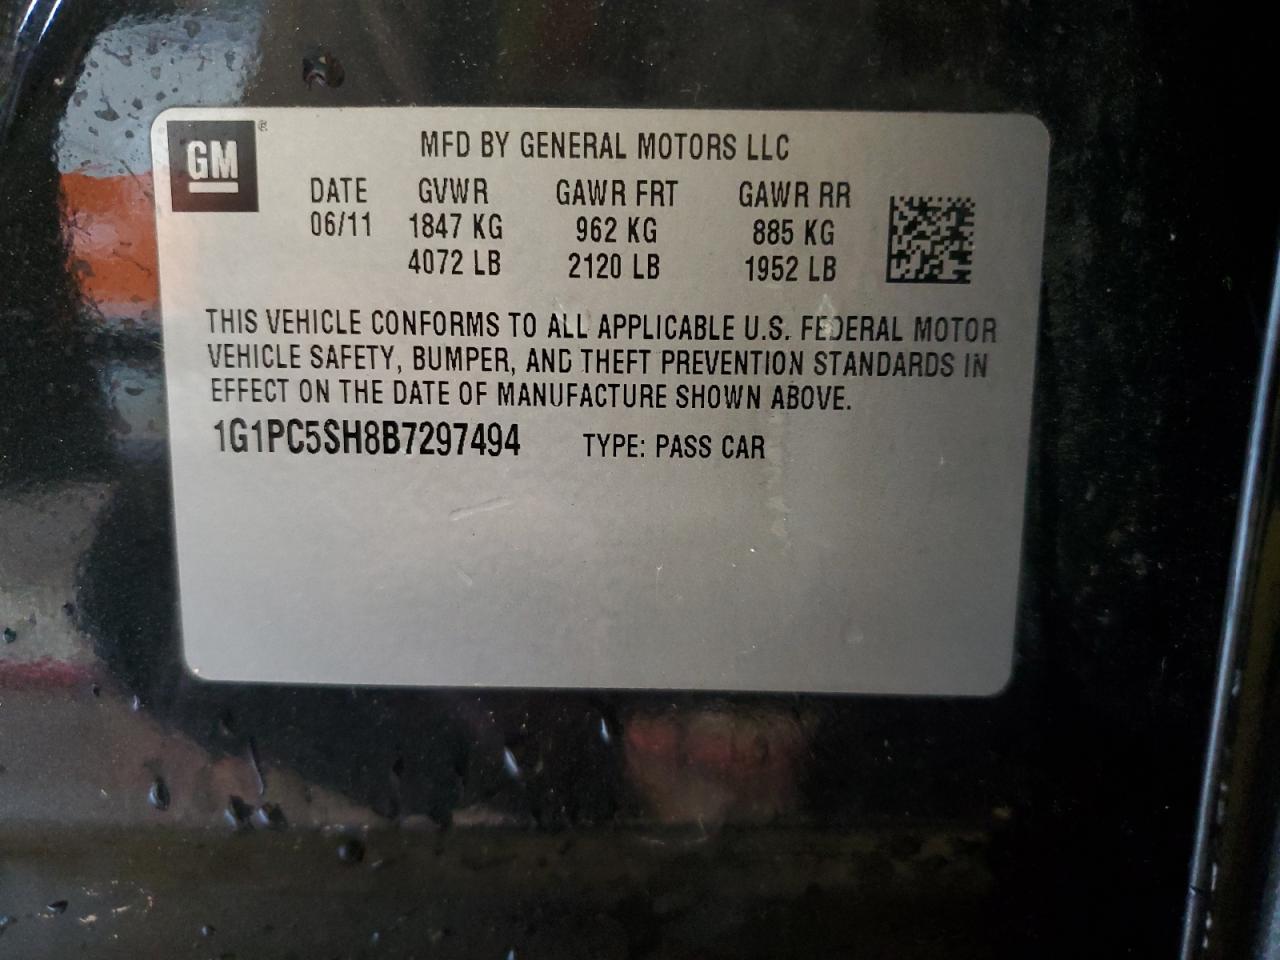 GM ®
MFD BY GENERAL MOTORS LLC
DATE GVWR GAWR FRT GAWR RR
06/11 1847 KG 962 KG 885 KG
4072 LB 2120 LB 1952 LB
THIS VEHICLE CONFORMS TO ALL APPLICABLE U.S. FEDERAL MOTOR
VEHICLE SAFETY, BUMPER, AND THEFT PREVENTION STANDARDS IN
EFFECT ON THE DATE OF MANUFACTURE SHOWN ABOVE.
1G1PC5SH8B7297494 TYPE: PASS CAR